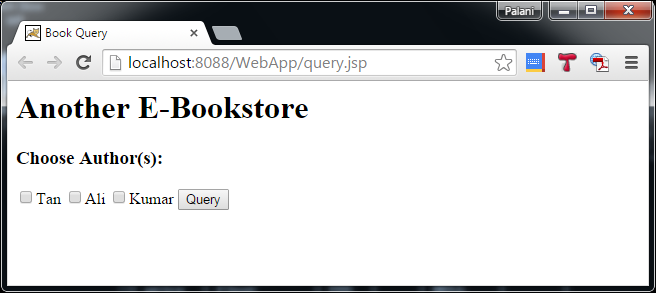 Palani
Book Query
localhost:8088/WebApp/query.jsp
Another E-Bookstore
Choose Author(s):
Tan Ali Kumar Query